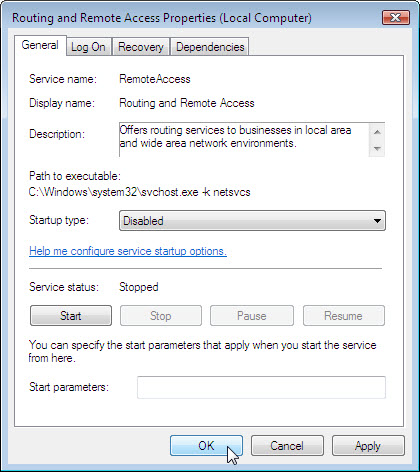 Routing and Remote Access Properties (Local Computer)
General Log On Recovery Dependencies
Service name: RemoteAccess
Display name: Routing and Remote Access
Description: Offers routing services to businesses in local area
and wide area network environments.
Path to executable:
C:\Windows\system32\svchost.exe -k netsvcs
Startup type: Disabled
Help me configure service startup options.
Service status: Stopped
Start Stop Pause Resume
You can specify the start parameters that apply when you start the service
from here.
Start parameters:
OK Cancel Apply